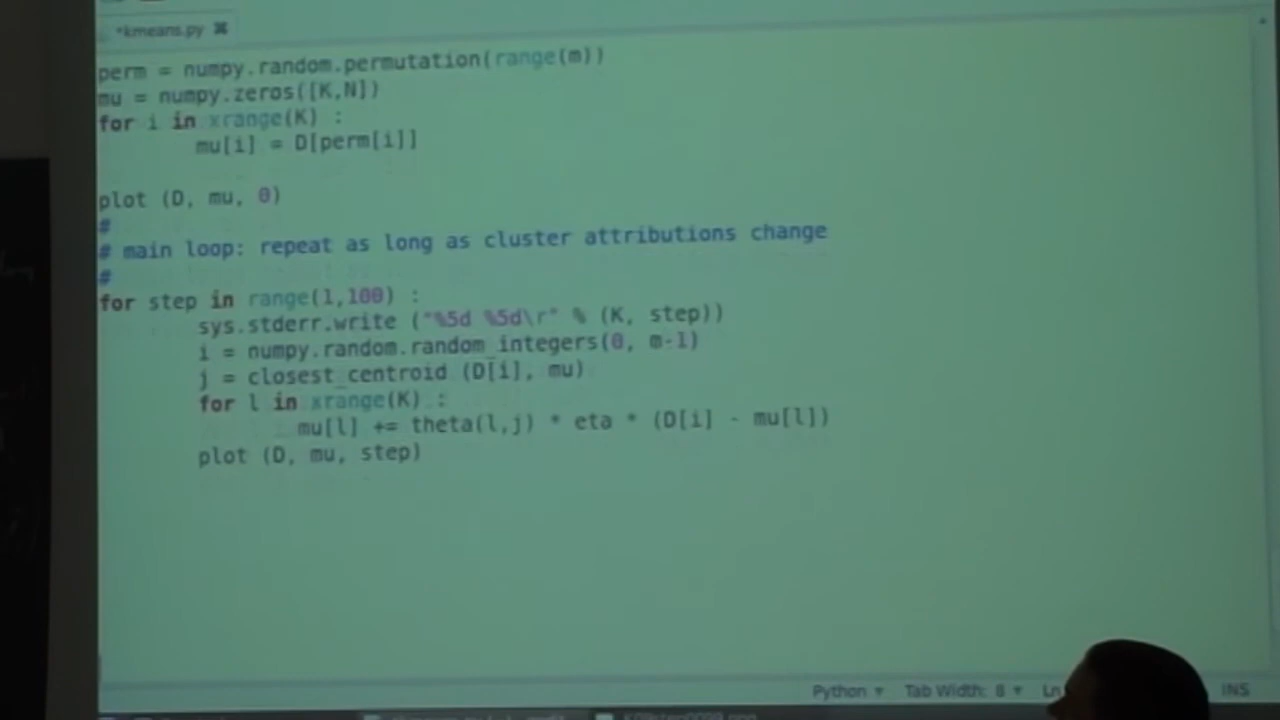 *kmeans.py ✖
perm = numpy.random.permutation(range(m))
mu = numpy.zeros([K,N])
for i in xrange(K) :
mu[i] = D[perm[i]]
plot (D, mu, 0)
#
# main loop: repeat as long as cluster attributions change
#
for step in range(1,100) :
sys.stderr.write ("%5d %5d\r" % (K, step))
i = numpy.random.random_integers(0, m-1)
j = closest_centroid (D[i], mu)
for l in xrange(K) :
mu[l] += theta(l,j) * eta * (D[i] - mu[l])
plot (D, mu, step)
Python ▾ Tab Width: 8 ▾ Ln INS